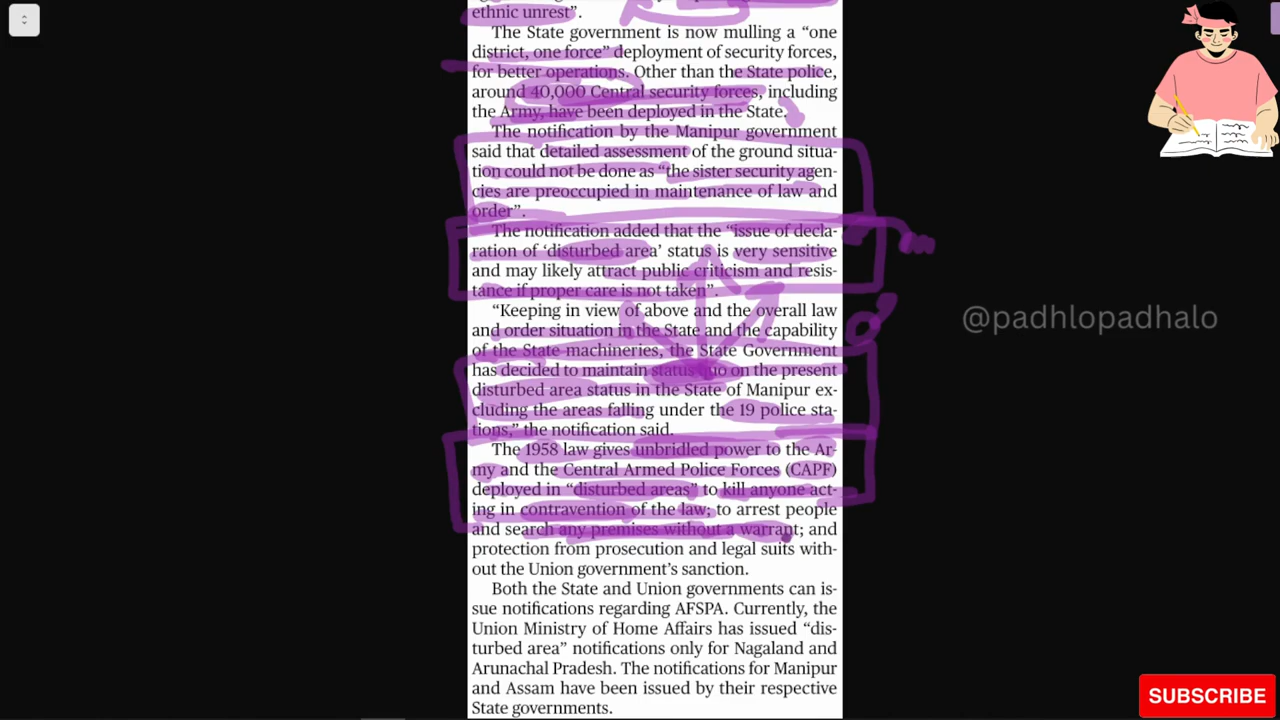 ethnic unrest”.
The State government is now mulling a “one
district, one force” deployment of security forces,
for better operations. Other than the State police,
around 40,000 Central security forces, including
the Army, have been deployed in the State.
The notification by the Manipur government
said that detailed assessment of the ground situa-
tion could not be done as “the sister security agen-
cies are preoccupied in maintenance of law and
order”.
The notification added that the “issue of decla-
ration of ‘disturbed area’ status is very sensitive
and may likely attract public criticism and resis-
tance if proper care is not taken”.
“Keeping in view of above and the overall law
and order situation in the State and the capability
of the State machineries, the State Government
has decided to maintain status quo on the present
disturbed area status in the State of Manipur ex-
cluding the areas falling under the 19 police sta-
tions,” the notification said.
The 1958 law gives unbridled power to the Ar-
my and the Central Armed Police Forces (CAPF)
deployed in “disturbed areas” to kill anyone act-
ing in contravention of the law; to arrest people
and search any premises without a warrant; and
protection from prosecution and legal suits with-
out the Union government’s sanction.
Both the State and Union governments can is-
sue notifications regarding AFSPA. Currently, the
Union Ministry of Home Affairs has issued “dis-
turbed area” notifications only for Nagaland and
Arunachal Pradesh. The notifications for Manipur
and Assam have been issued by their respective
State governments.
@padhlopadhalo
SUBSCRIBE